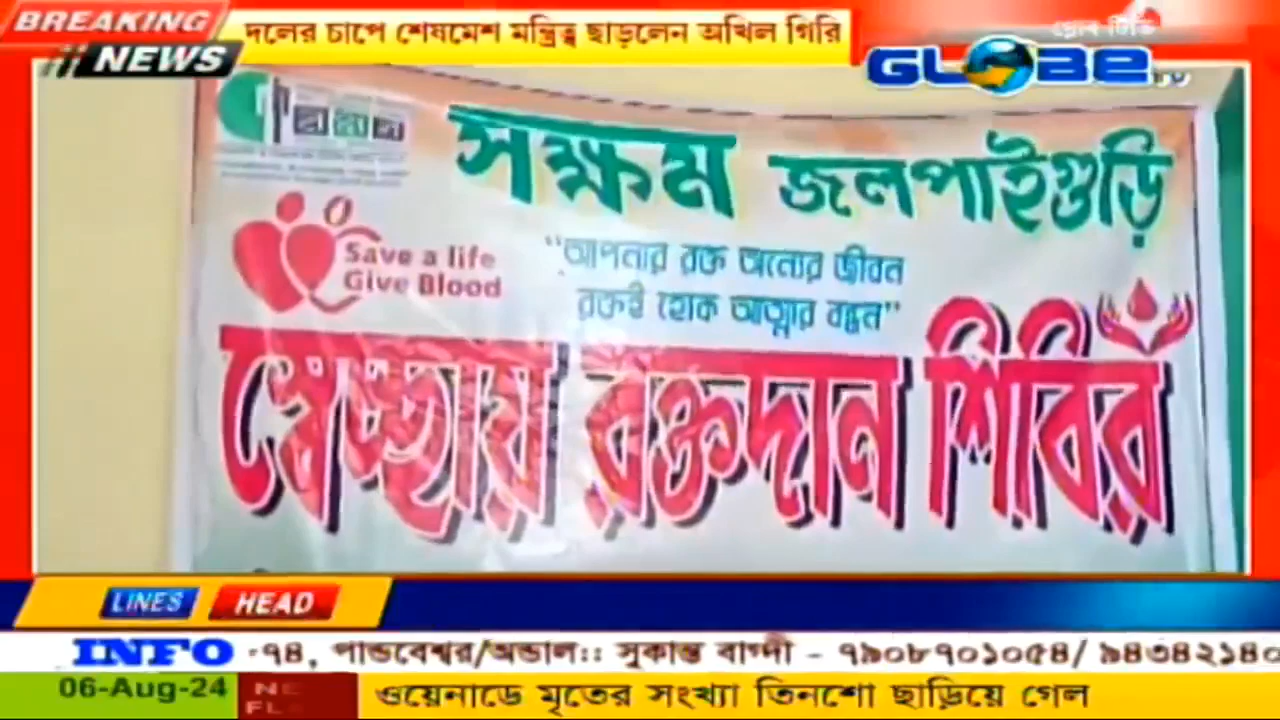 BREAKING
NEWS
দলের চাপে শেষমেশ মন্ত্রিত্ব ছাড়লেন অখিল গিরি
গ্লোব টিভি
GLOBE TV
সক্ষম জলপাইগুড়ি
Save a life
Give Blood
"আপনার রক্ত অন্যের জীবন
রক্তই হোক আত্মার বন্ধন"
স্বেচ্ছায় রক্তদান শিবির
LINES HEAD
INFO -৭৪, পান্ডবেশ্বর/অন্ডাল:: সুকান্ত বাগ্দী - ৭৯০৮৭০১০৫৪/ ৯৪৩৪২১৪০
06-Aug-24
ওয়েনাডে মৃতের সংখ্যা তিনশো ছাড়িয়ে গেল